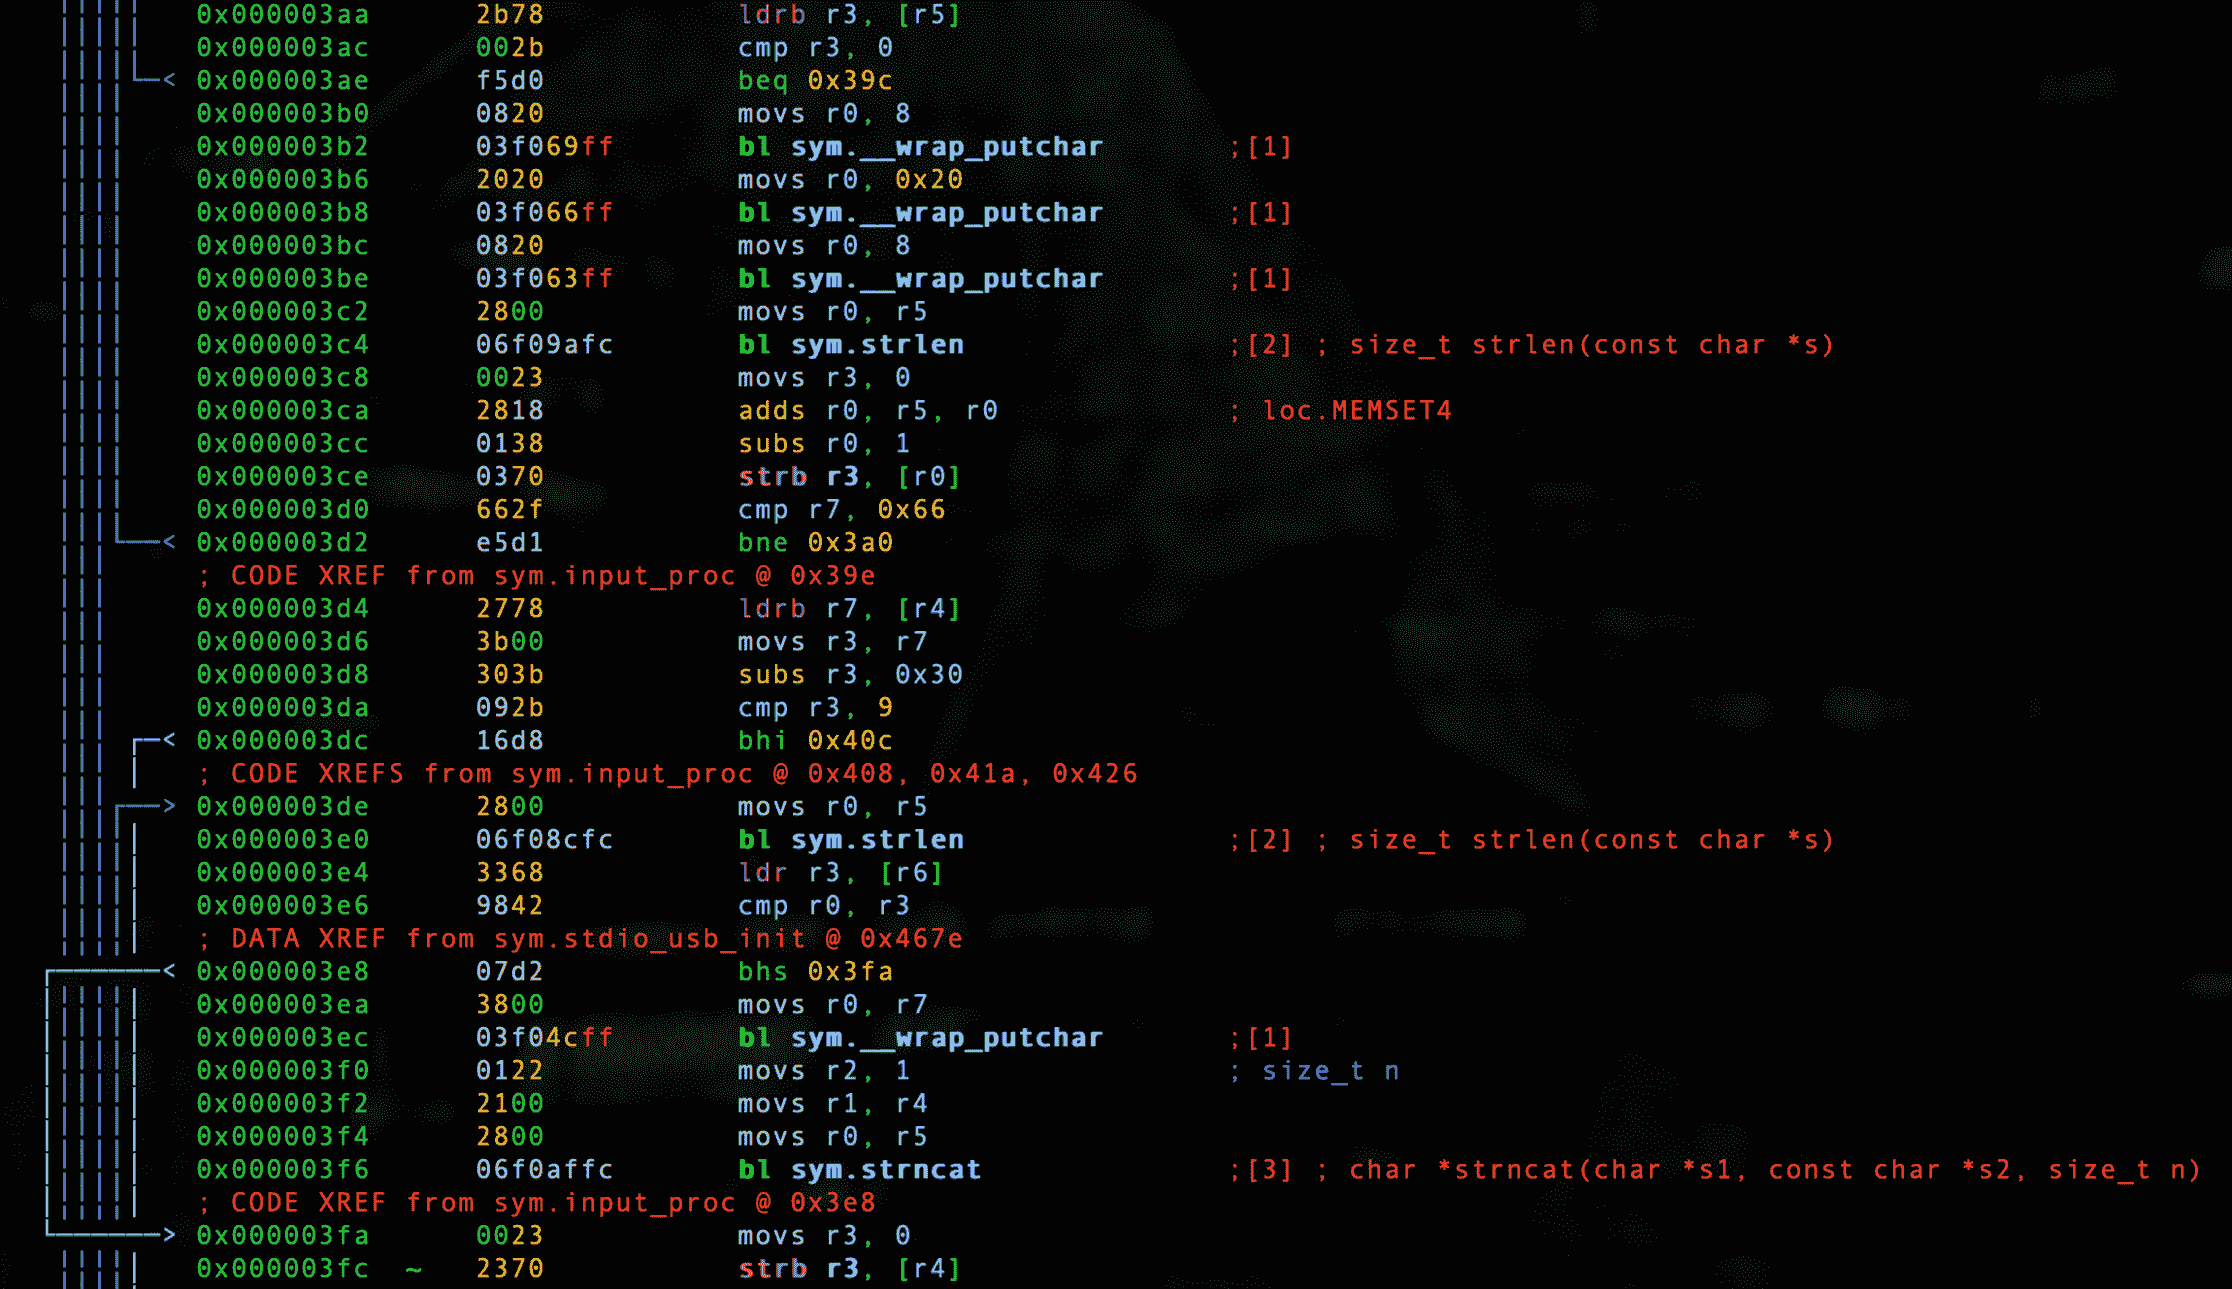 0x000003aa 2b78 ldrb r3, [r5]
0x000003ac 002b cmp r3, 0
< 0x000003ae f5d0 beq 0x39c
0x000003b0 0820 movs r0, 8
0x000003b2 03f069ff bl sym.__wrap_putchar ;[1]
0x000003b6 2020 movs r0, 0x20
0x000003b8 03f066ff bl sym.__wrap_putchar ;[1]
0x000003bc 0820 movs r0, 8
0x000003be 03f063ff bl sym.__wrap_putchar ;[1]
0x000003c2 2800 movs r0, r5
0x000003c4 06f09afc bl sym.strlen ;[2] ; size_t strlen(const char *s)
0x000003c8 0023 movs r3, 0
0x000003ca 2818 adds r0, r5, r0 ; loc.MEMSET4
0x000003cc 0138 subs r0, 1
0x000003ce 0370 strb r3, [r0]
0x000003d0 662f cmp r7, 0x66
< 0x000003d2 e5d1 bne 0x3a0
; CODE XREF from sym.input_proc @ 0x39e
0x000003d4 2778 ldrb r7, [r4]
0x000003d6 3b00 movs r3, r7
0x000003d8 303b subs r3, 0x30
0x000003da 092b cmp r3, 9
< 0x000003dc 16d8 bhi 0x40c
; CODE XREFS from sym.input_proc @ 0x408, 0x41a, 0x426
> 0x000003de 2800 movs r0, r5
0x000003e0 06f08cfc bl sym.strlen ;[2] ; size_t strlen(const char *s)
0x000003e4 3368 ldr r3, [r6]
0x000003e6 9842 cmp r0, r3
; DATA XREF from sym.stdio_usb_init @ 0x467e
< 0x000003e8 07d2 bhs 0x3fa
0x000003ea 3800 movs r0, r7
0x000003ec 03f04cff bl sym.__wrap_putchar ;[1]
0x000003f0 0122 movs r2, 1 ; size_t n
0x000003f2 2100 movs r1, r4
0x000003f4 2800 movs r0, r5
0x000003f6 06f0affc bl sym.strncat ;[3] ; char *strncat(char *s1, const char *s2, size_t n)
; CODE XREF from sym.input_proc @ 0x3e8
> 0x000003fa 0023 movs r3, 0
0x000003fc ~ 2370 strb r3, [r4]